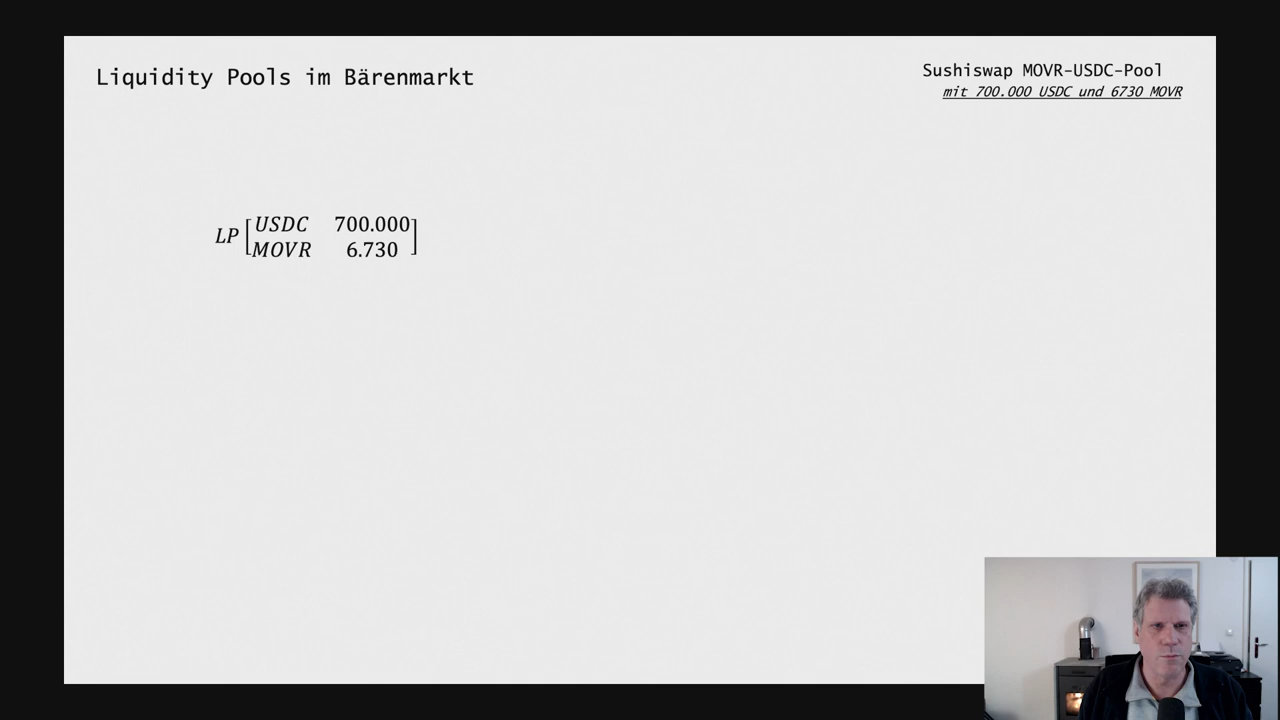 Liquidity Pools im Bärenmarkt
Sushiswap MOVR-USDC-Pool
mit 700.000 USDC und 6730 MOVR
LP [USDC 700.000
MOVR 6.730]